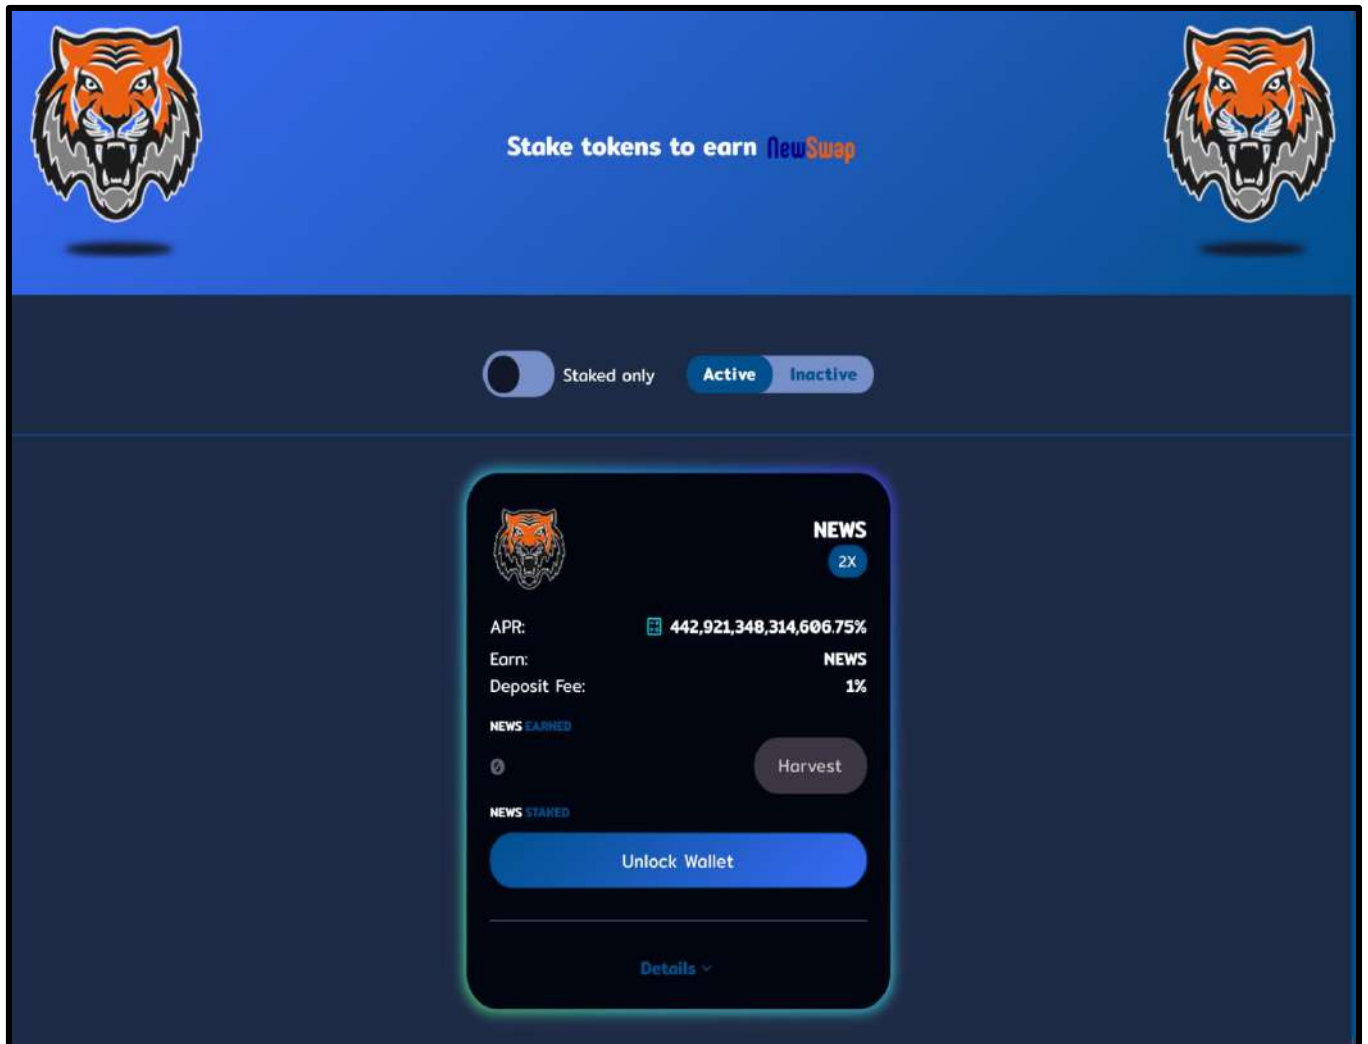 Stake tokens to earn NewSwap
Staked only Active Inactive
NEWS
2X
APR: 442,921,348,314,606.75%
Earn: NEWS
Deposit Fee: 1%
NEWS EARNED
0 Harvest
NEWS STAKED
Unlock Wallet
Details